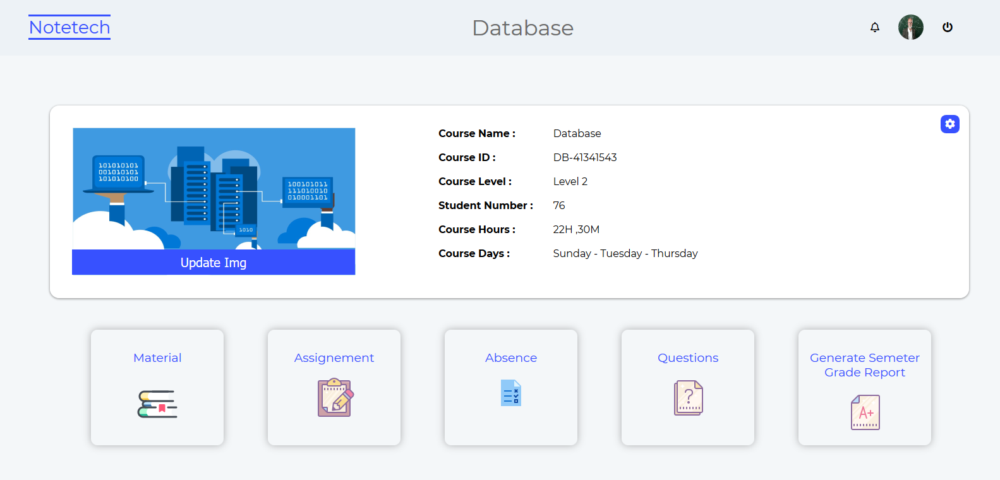 Notetech
Database
101010101
001010101
101010100
100101011
111010010
010001101
1010
Update Img
Course Name : Database
Course ID : DB-41341543
Course Level : Level 2
Student Number : 76
Course Hours : 22H ,30M
Course Days : Sunday - Tuesday - Thursday
Material
Assignement
Absence
Questions
?
Generate Semeter
Grade Report
A+